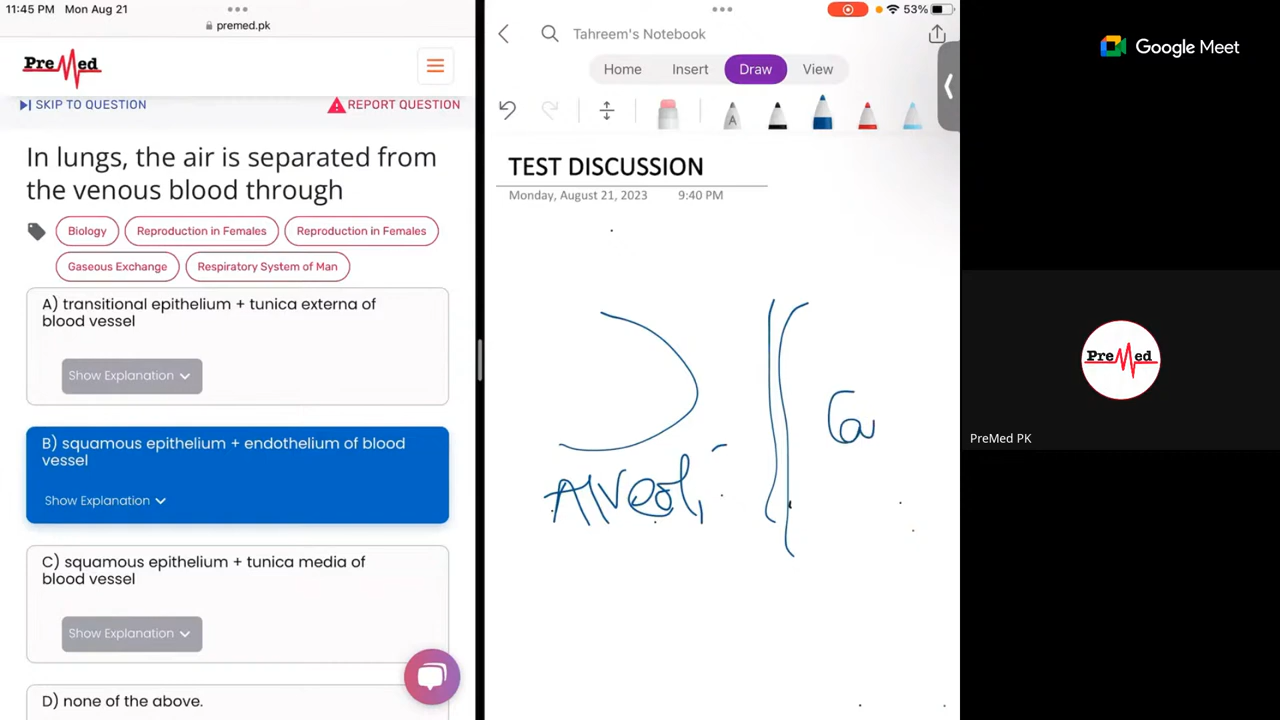 11:45 PM Mon Aug 21
premed.pk
PreMed
SKIP TO QUESTION
REPORT QUESTION
In lungs, the air is separated from
the venous blood through
Biology
Reproduction in Females
Reproduction in Females
Gaseous Exchange
Respiratory System of Man
A) transitional epithelium + tunica externa of
blood vessel
Show Explanation
B) squamous epithelium + endothelium of blood
vessel
Show Explanation
C) squamous epithelium + tunica media of
blood vessel
Show Explanation
D) none of the above.
53%
Tahreem's Notebook
Home
Insert
Draw
View
A
TEST DISCUSSION
Monday, August 21, 2023 9:40 PM
Alveoli
Ca
Google Meet
PreMed
PreMed PK